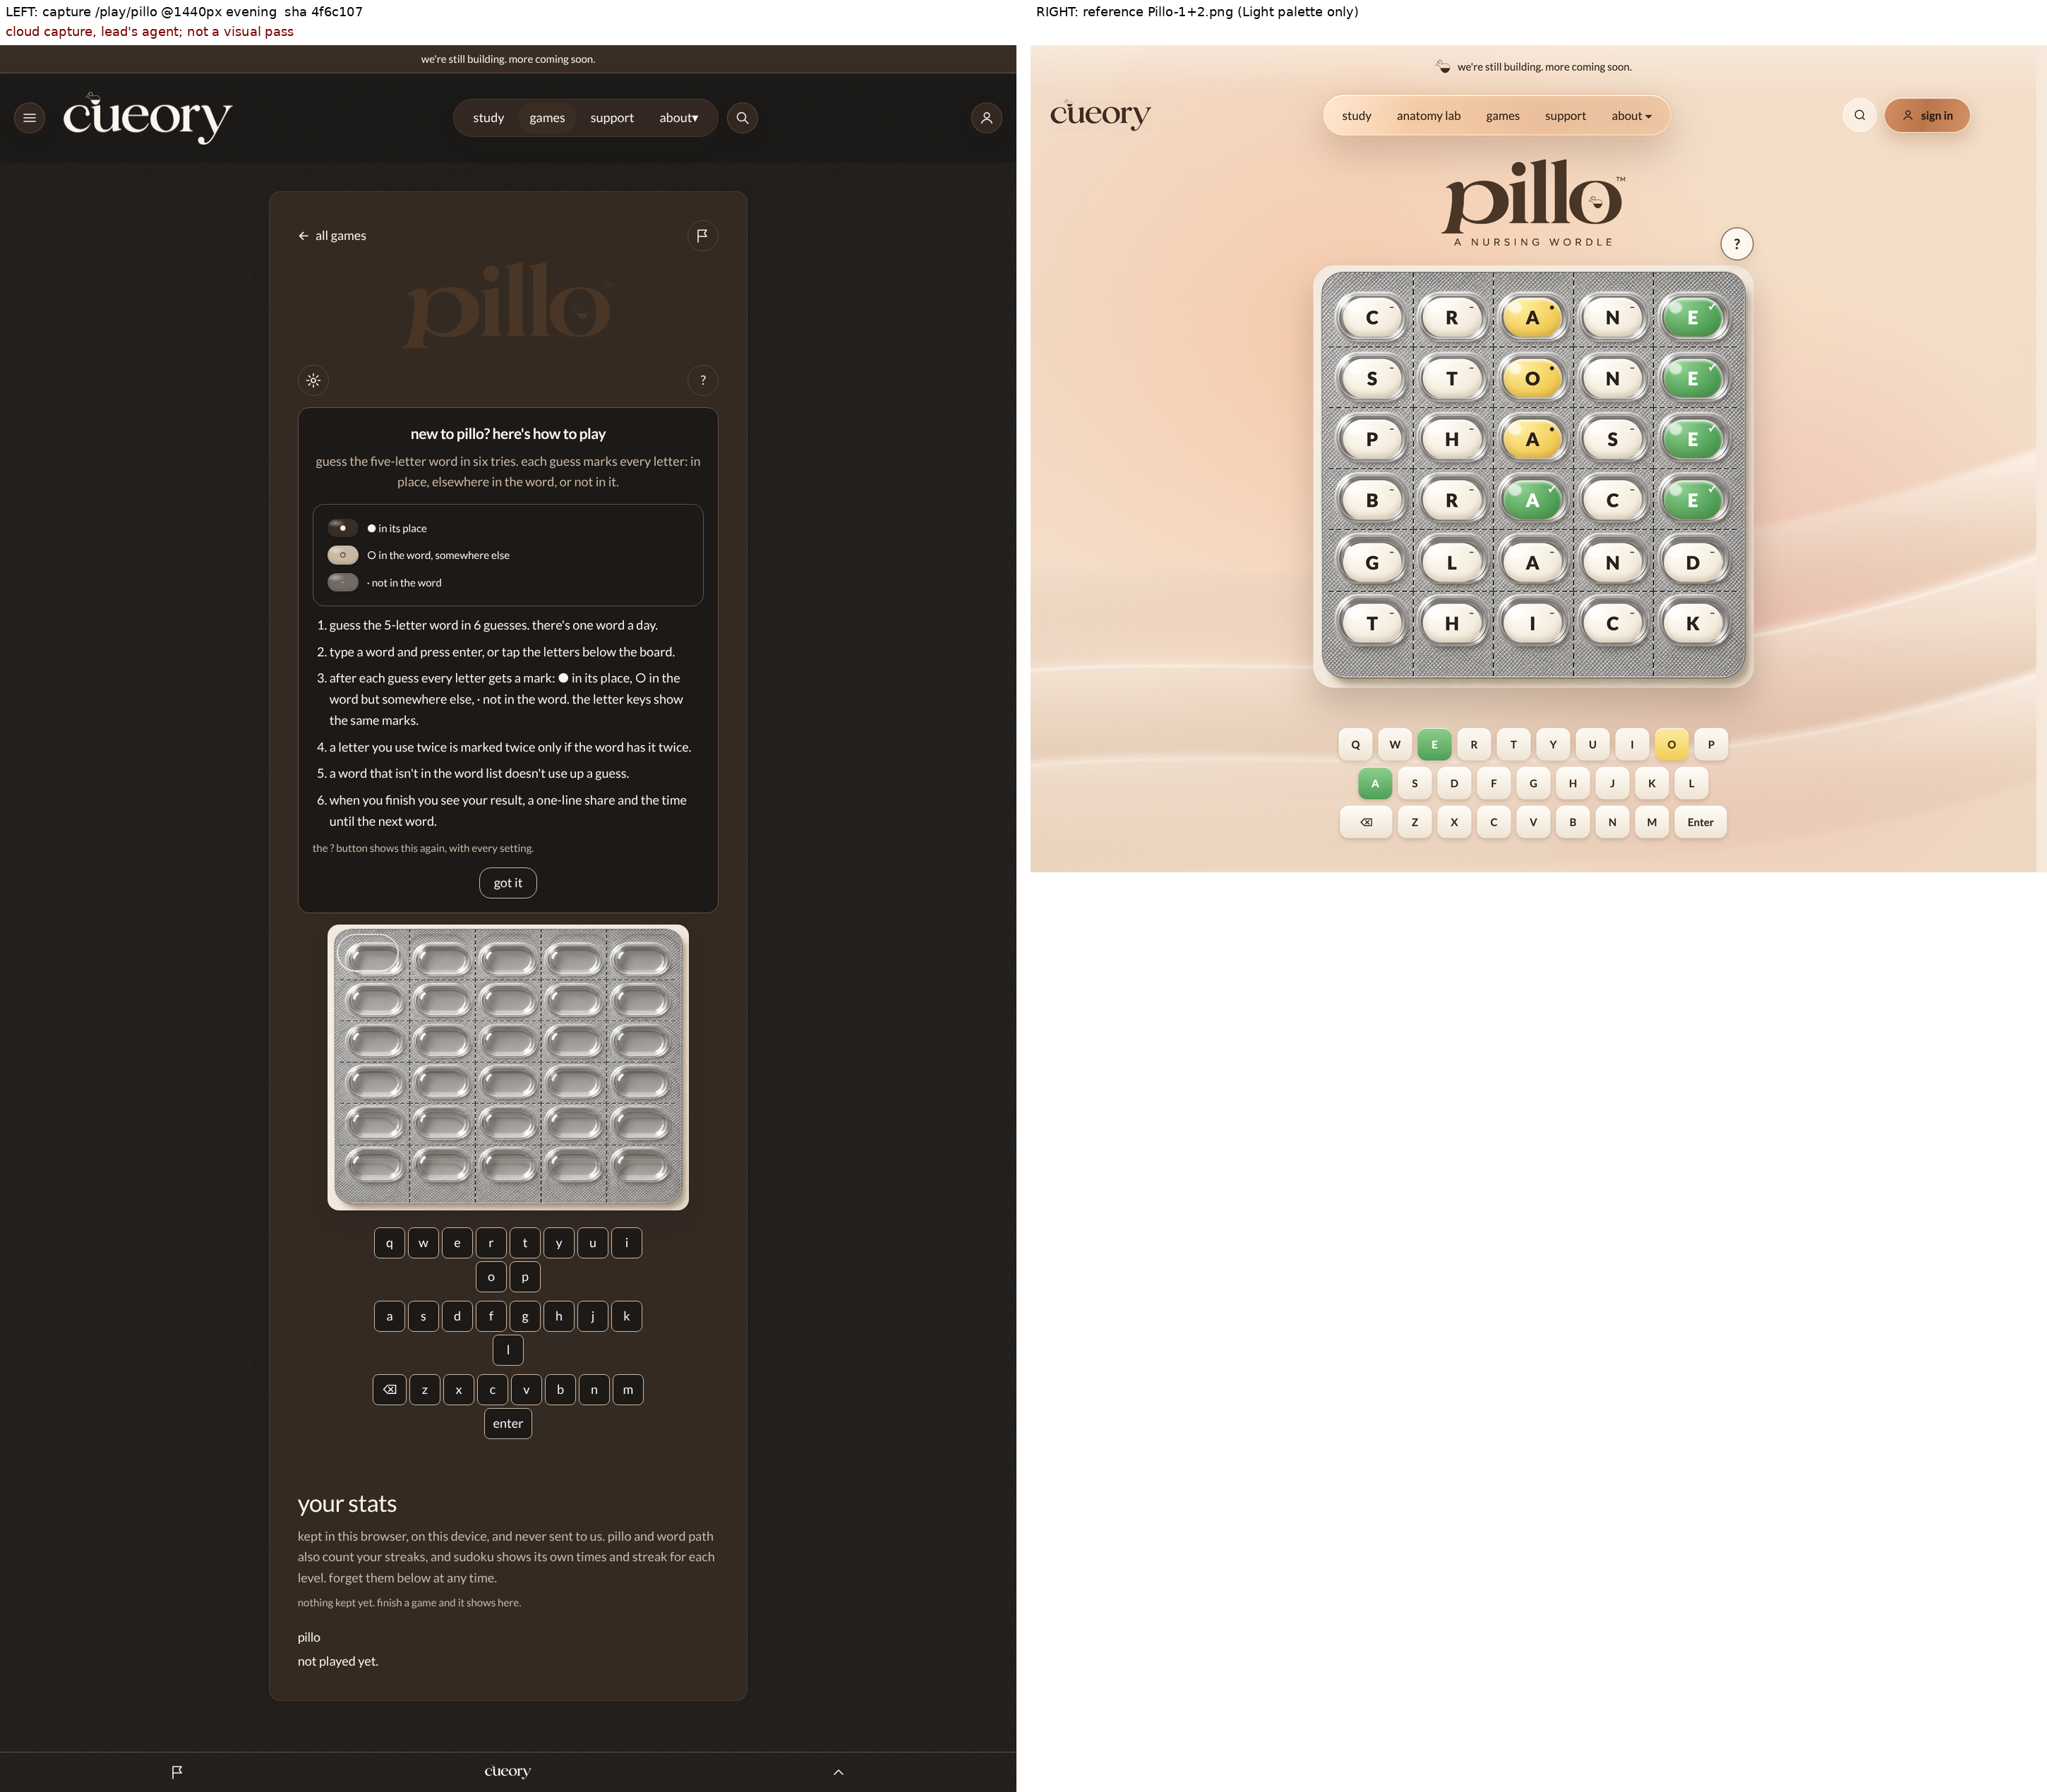 LEFT: capture /play/pillo @1440px evening  sha 4f6c107
cloud capture, lead's agent; not a visual pass
we're still building. more coming soon.
cueory
study games support about▾
← all games
pillo™
?
new to pillo? here's how to play
guess the five-letter word in six tries. each guess marks every letter: in
place, elsewhere in the word, or not in it.
● in its place
○ in the word, somewhere else
· not in the word
1. guess the 5-letter word in 6 guesses. there's one word a day.
2. type a word and press enter, or tap the letters below the board.
3. after each guess every letter gets a mark: ● in its place, ○ in the
word but somewhere else, · not in the word. the letter keys show
the same marks.
4. a letter you use twice is marked twice only if the word has it twice.
5. a word that isn't in the word list doesn't use up a guess.
6. when you finish you see your result, a one-line share and the time
until the next word.
the ? button shows this again, with every setting.
got it
q w e r t y u i
o p
a s d f g h j k
l
⌫ z x c v b n m
enter
your stats
kept in this browser, on this device, and never sent to us. pillo and word path
also count your streaks, and sudoku shows its own times and streak for each
level. forget them below at any time.
nothing kept yet. finish a game and it shows here.
pillo
not played yet.
cueory
RIGHT: reference Pillo-1+2.png (Light palette only)
we're still building. more coming soon.
cueory
study anatomy lab games support about ▾
sign in
pillo™
A NURSING WORDLE
?
C R A N E
S T O N E
P H A S E
B R A C E
G L A N D
T H I C K
Q W E R T Y U I O P
A S D F G H J K L
⌫ Z X C V B N M Enter